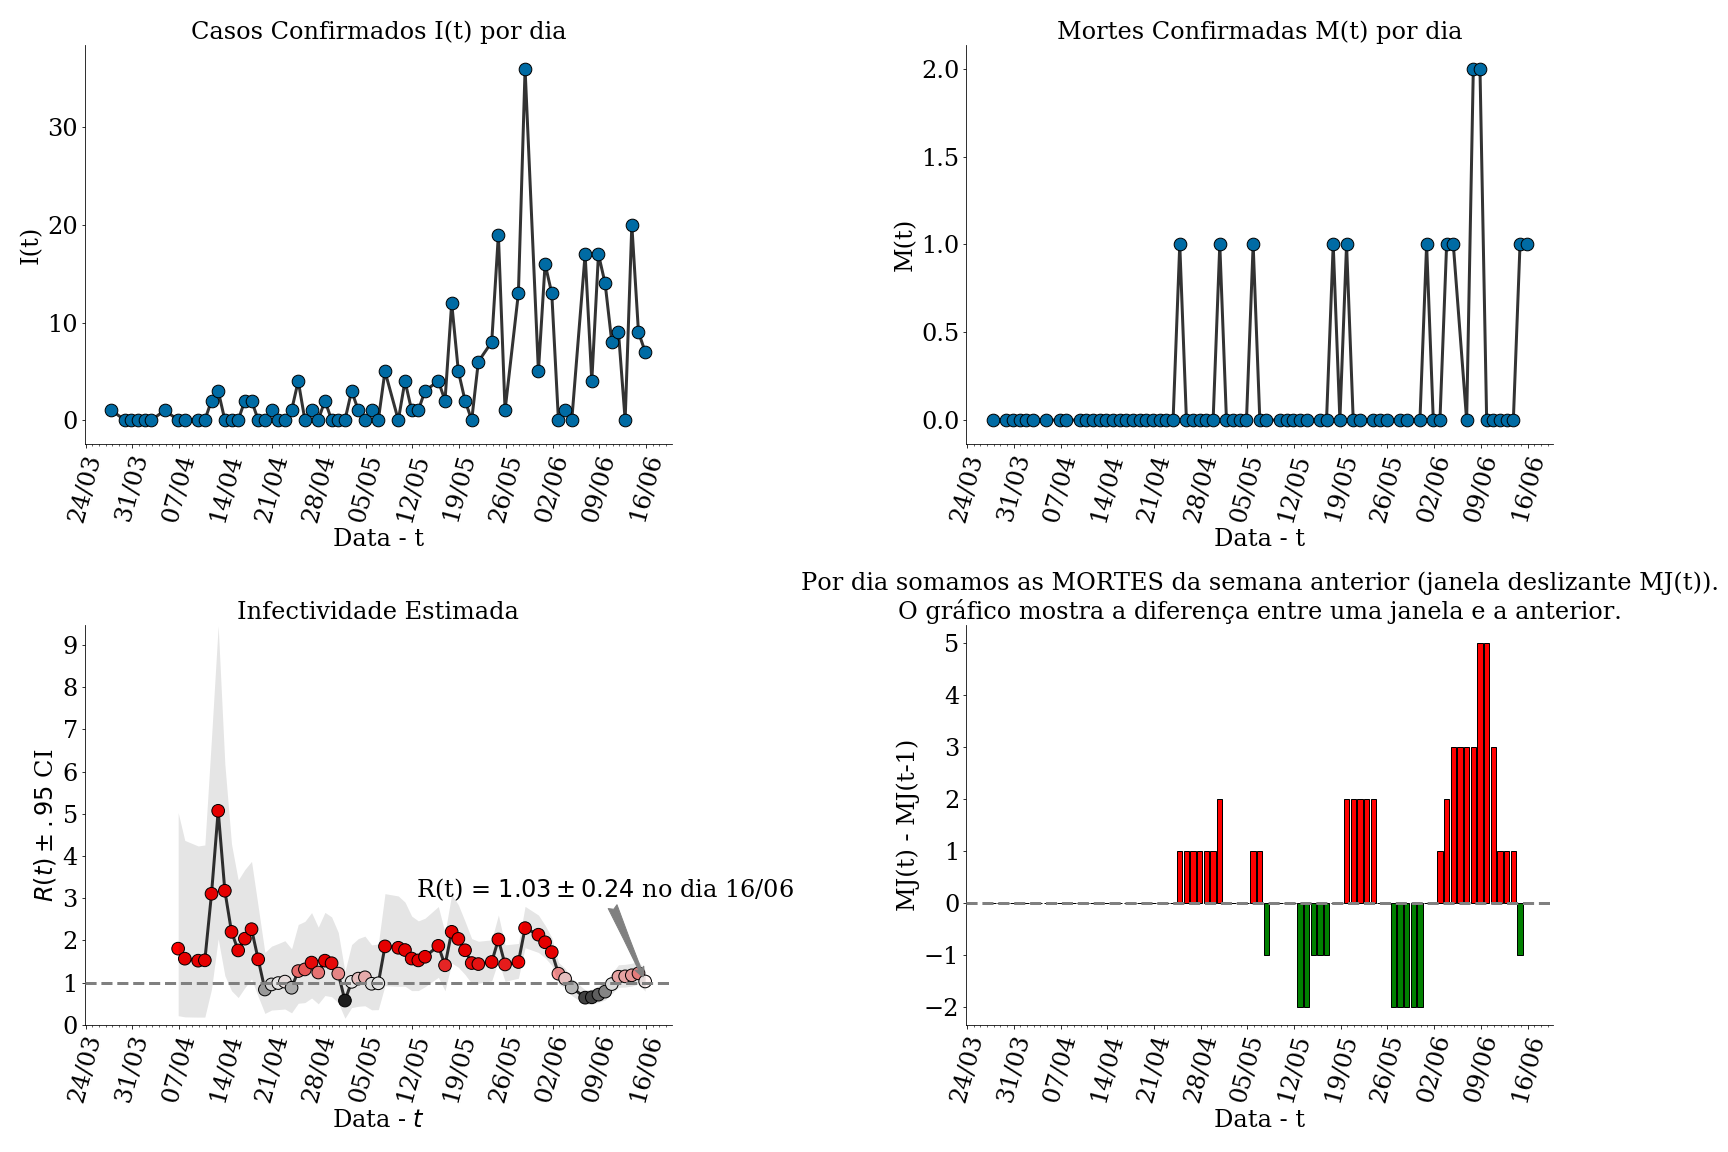 Casos Confirmados I(t) por dia
I(t)
30
20
10
0
24/03 31/03 07/04 14/04 21/04 28/04 05/05 12/05 19/05 26/05 02/06 09/06 16/06
Data - t
Mortes Confirmadas M(t) por dia
M(t)
2.0
1.5
1.0
0.5
0.0
24/03 31/03 07/04 14/04 21/04 28/04 05/05 12/05 19/05 26/05 02/06 09/06 16/06
Data - t
Infectividade Estimada
R(t) ± .95 CI
9
8
7
6
5
4
3
2
1
0
R(t) = 1.03 ± 0.24 no dia 16/06
24/03 31/03 07/04 14/04 21/04 28/04 05/05 12/05 19/05 26/05 02/06 09/06 16/06
Data - t
Por dia somamos as MORTES da semana anterior (janela deslizante MJ(t)).
O gráfico mostra a diferença entre uma janela e a anterior.
MJ(t) - MJ(t-1)
5
4
3
2
1
0
−1
−2
24/03 31/03 07/04 14/04 21/04 28/04 05/05 12/05 19/05 26/05 02/06 09/06 16/06
Data - t